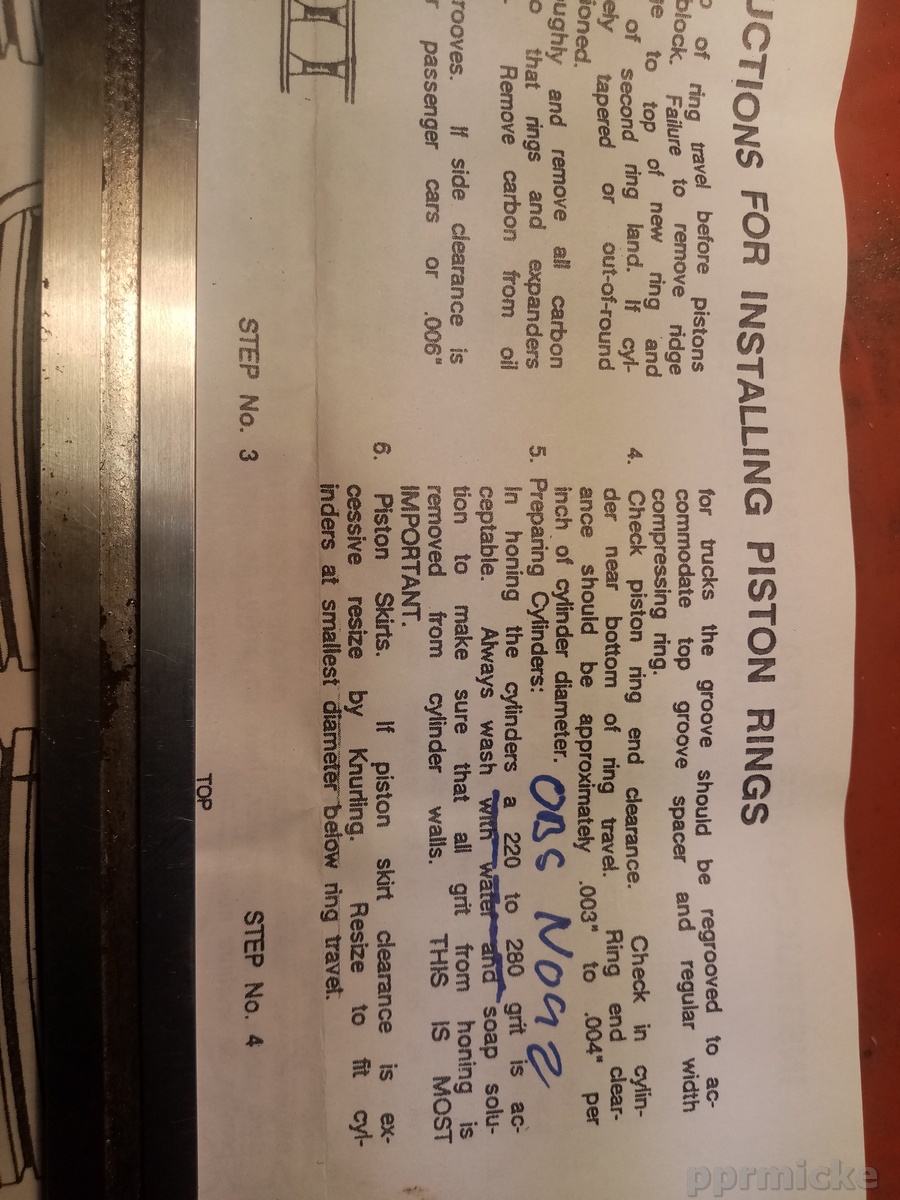 UCTIONS FOR INSTALLING PISTON RINGS
of ring travel before pistons
block. Failure to remove ridge
to top of new ring and
of second ring land. If cyl-
ely tapered or out-of-round
ioned.
ughly and remove all carbon
that rings and expanders
Remove carbon from oil
rooves. If side clearance is
r passenger cars or .006"
for trucks the groove should be regrooved to ac-
commodate top groove spacer and regular width
compressing ring.
4. Check piston ring end clearance. Check in cylin-
der near bottom of ring travel. Ring end clear-
ance should be approximately .003" to .004" per
inch of cylinder diameter.
5. Preparing Cylinders: OBS NOGA
In honing the cylinders a 220 to 280 grit is ac-
ceptable. Always wash with water and soap solu-
tion to make sure that all grit from honing is
removed from cylinder walls. THIS IS MOST
IMPORTANT.
6. Piston Skirts. If piston skirt clearance is ex-
cessive resize by Knurling. Resize to fit cyl-
inders at smallest diameter below ring travel.
STEP No. 3
STEP No. 4
TOP
pprmicke